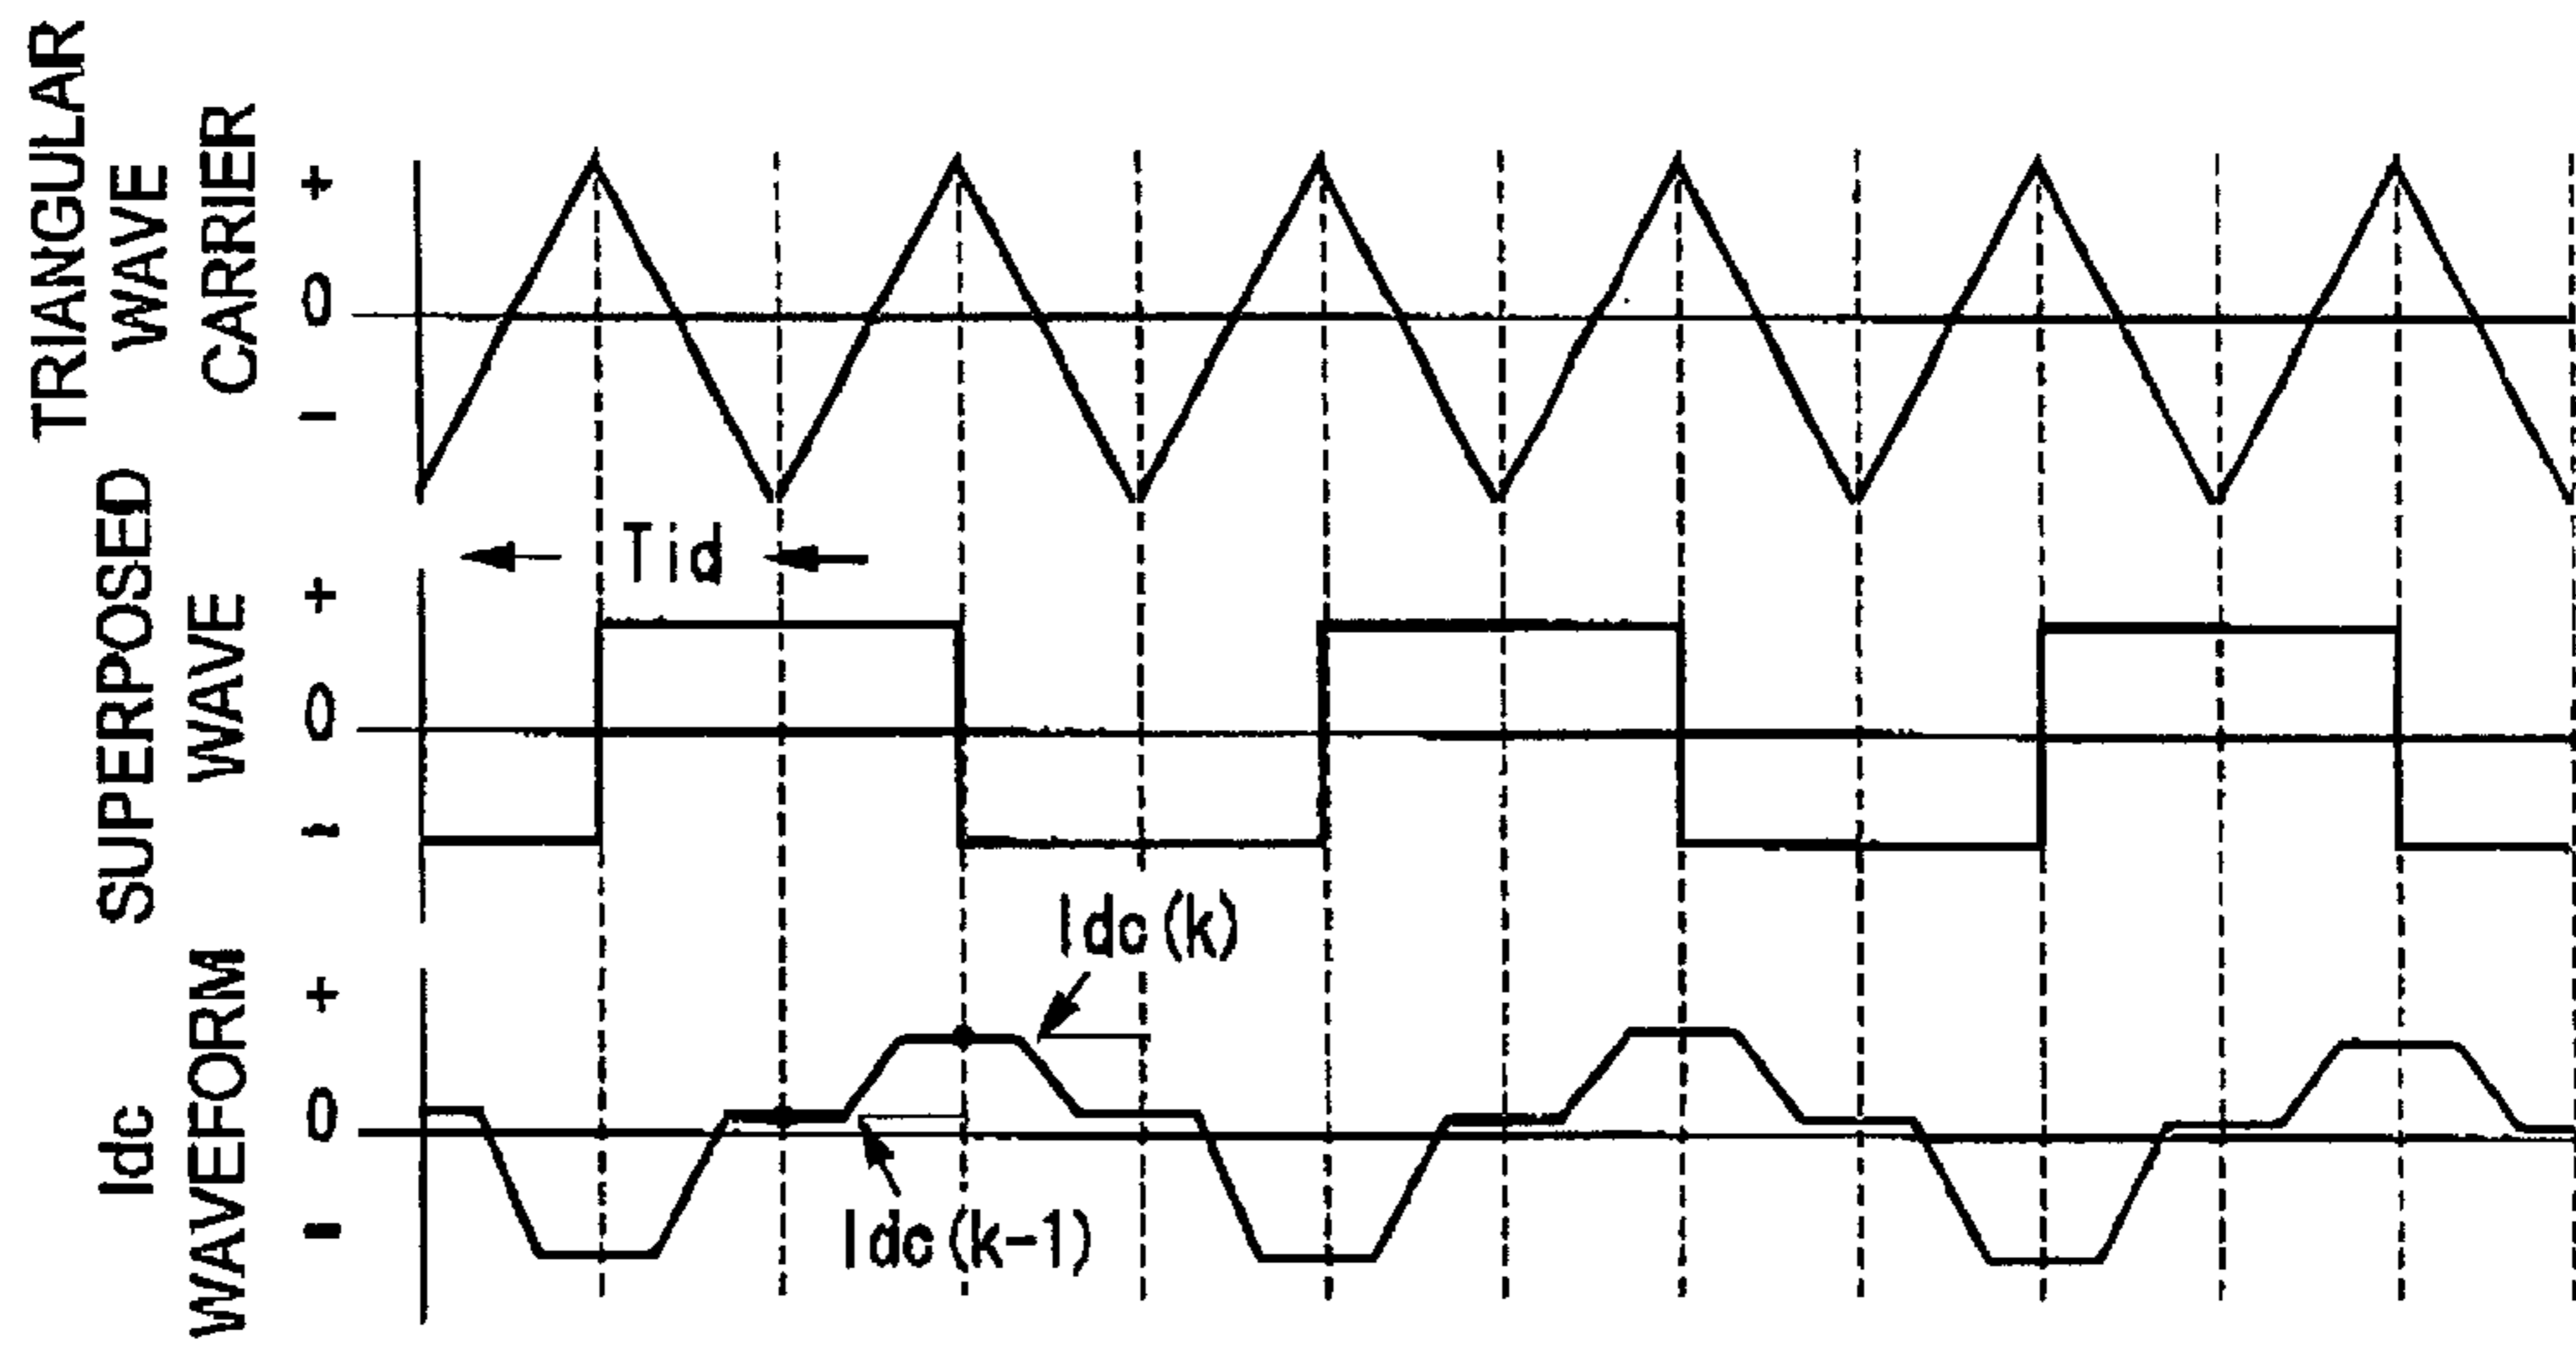 TRIANGULAR
WAVE
CARRIER
+
0
-
SUPERPOSED
WAVE
+
0
-
Tid
Idc
WAVEFORM
+
0
-
Idc(k)
Idc(k-1)